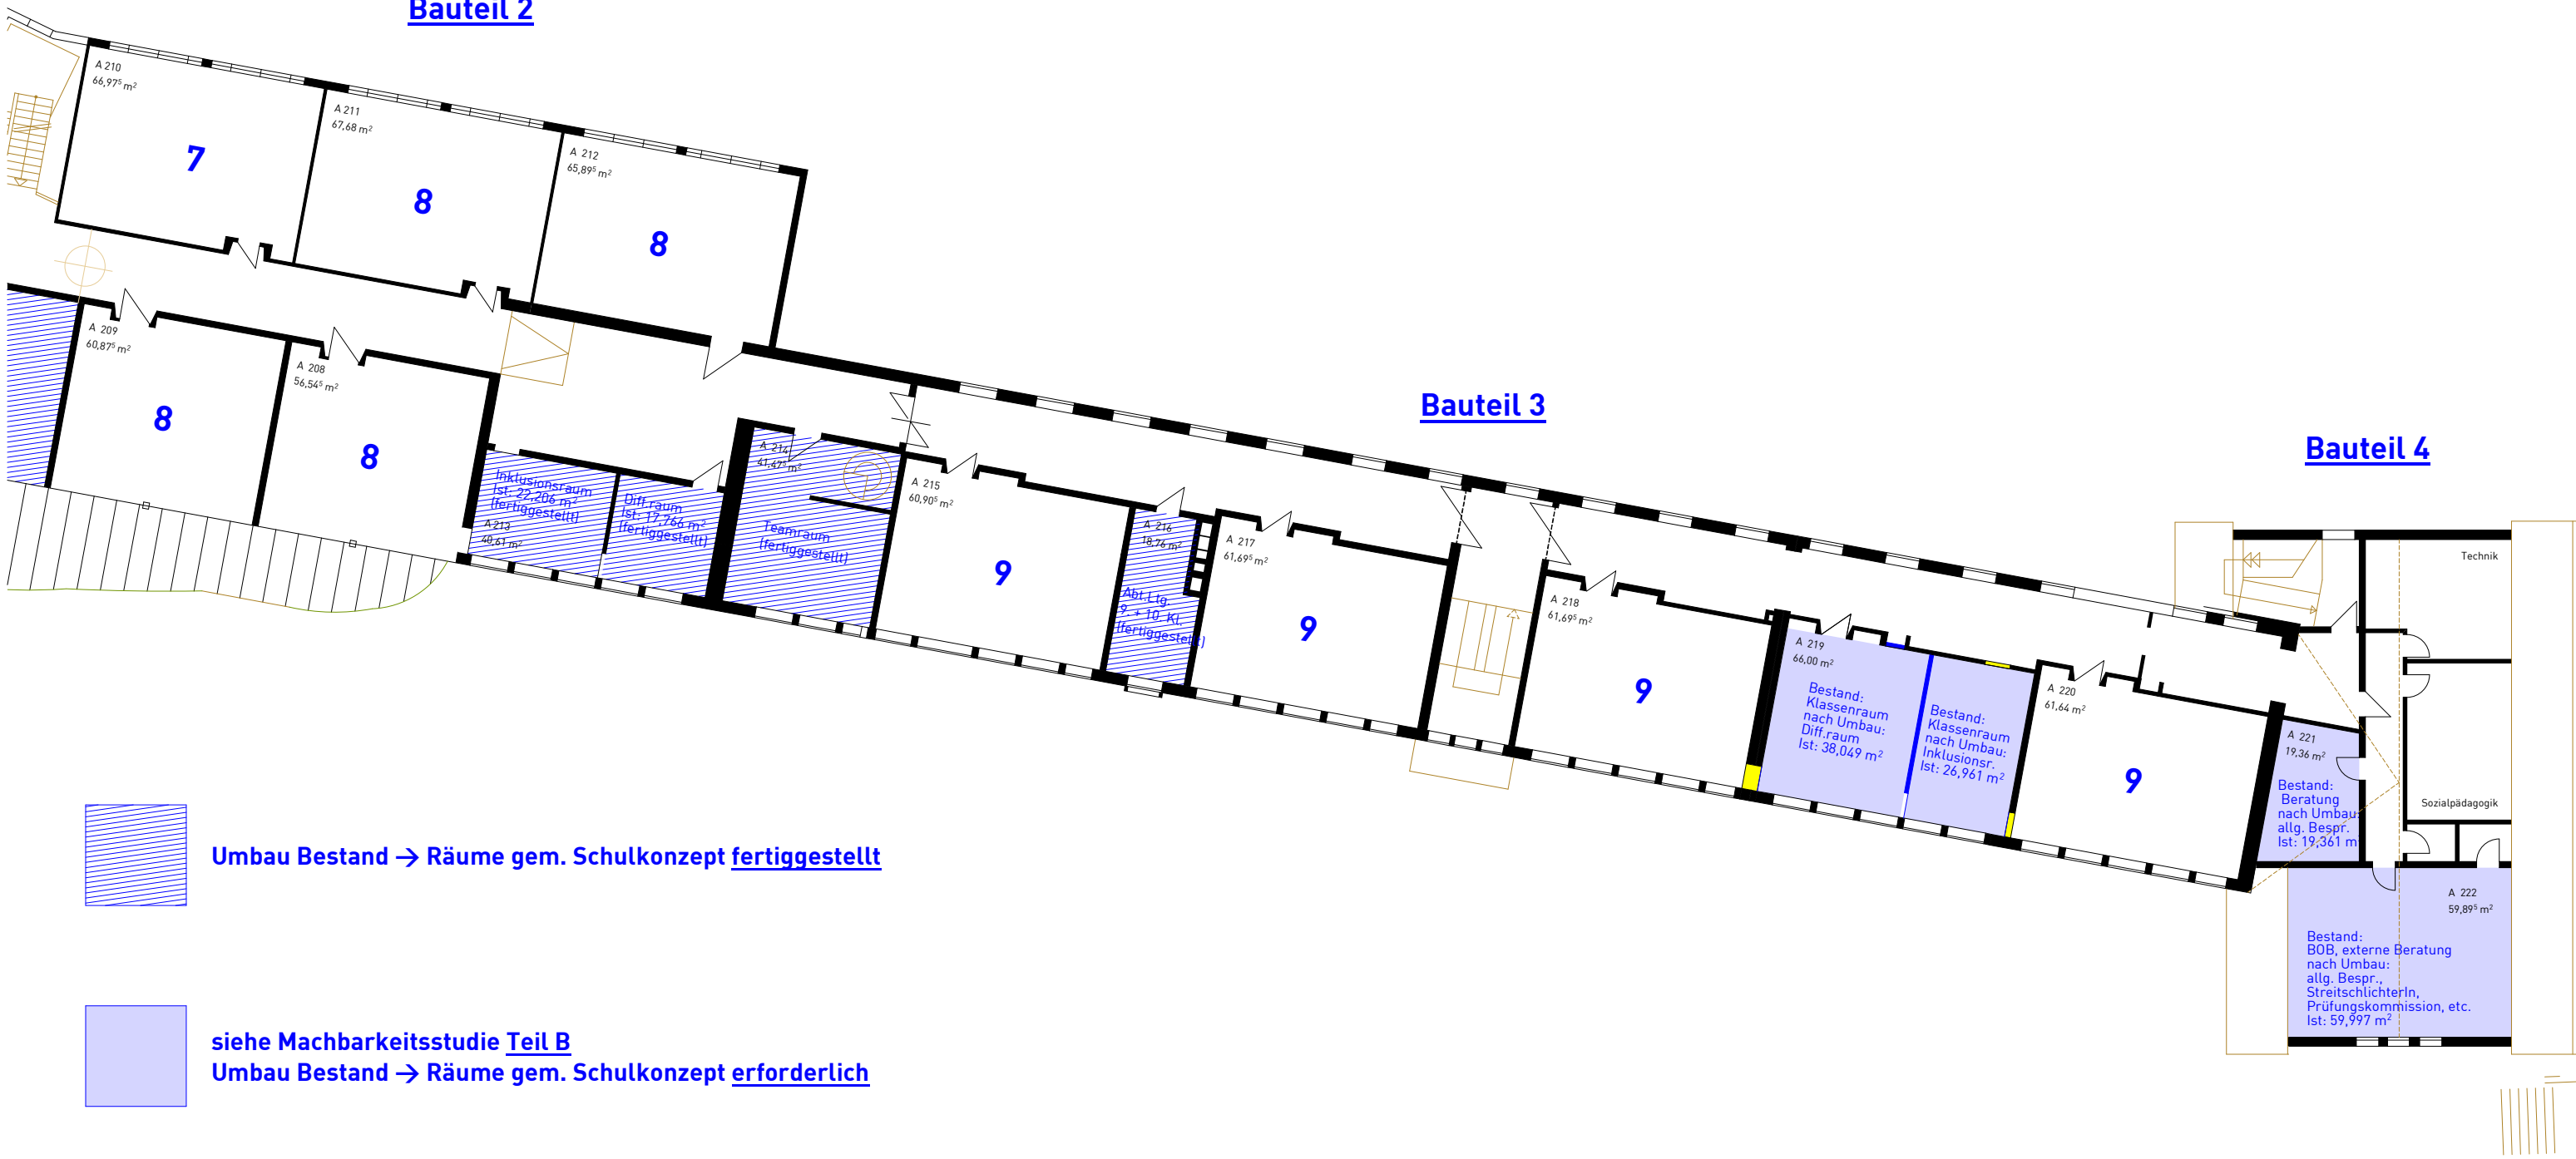 Bauteil 2
A 210
66,97⁵ m²
7
A 211
67,68 m²
8
A 212
65,89⁵ m²
8
A 209
60,87⁵ m²
8
A 208
56,54⁵ m²
8
Inklusionsraum
Ist: 22,206 m²
(fertiggestellt)
A 213
40,61 m²
Diff.raum
Ist: 17,766 m²
(fertiggestellt)
A 214
41,47⁵ m²
Teamraum
(fertiggestellt)
Bauteil 3
A 215
60,90⁵ m²
9
A 216
18,76 m²
Abt.Ltg.
9. + 10. Kl.
(fertiggestellt)
A 217
61,69⁵ m²
9
A 218
61,69⁵ m²
9
A 219
66,00 m²
Bestand:
Klassenraum
nach Umbau:
Diff.raum
Ist: 38,049 m²
Bestand:
Klassenraum
nach Umbau:
Inklusionsr.
Ist: 26,961 m²
A 220
61,64 m²
9
Bauteil 4
Technik
Sozialpädagogik
A 221
19,36 m²
Bestand:
Beratung
nach Umbau:
allg. Bespr.
Ist: 19,361 m
A 222
59,89⁵ m²
Bestand:
BOB, externe Beratung
nach Umbau:
allg. Bespr.,
StreitschlichterIn,
Prüfungskommission, etc.
Ist: 59,997 m²
Umbau Bestand → Räume gem. Schulkonzept fertiggestellt
siehe Machbarkeitsstudie Teil B
Umbau Bestand → Räume gem. Schulkonzept erforderlich